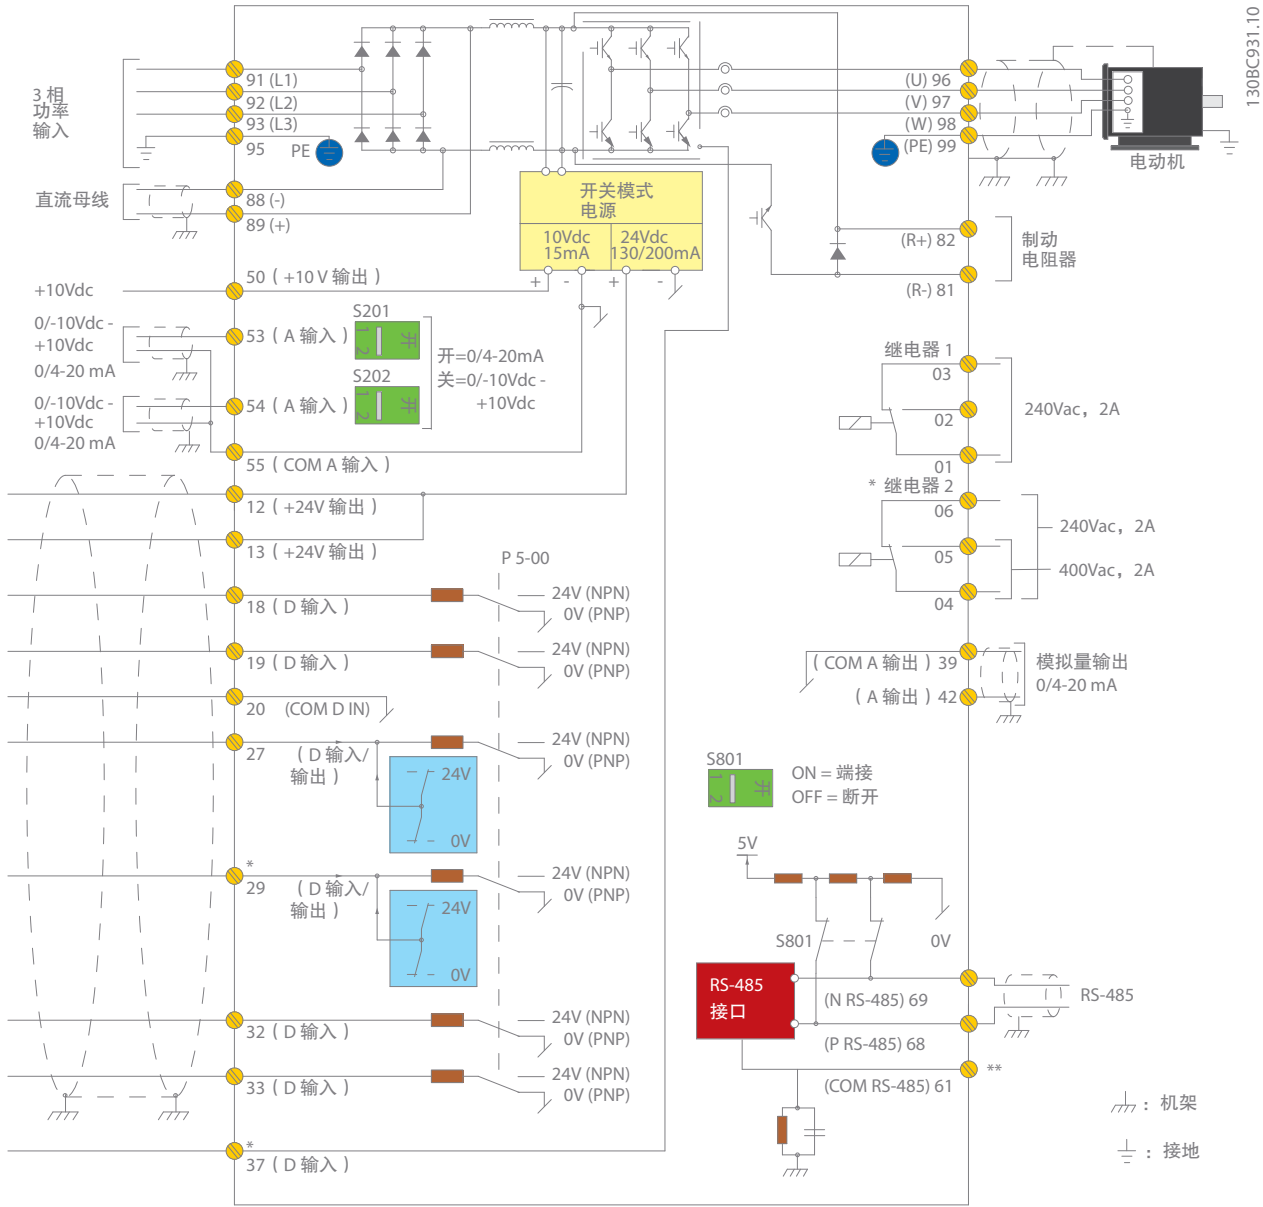 130BC931.10
3 相
功率
输入
91 (L1)
92 (L2)
93 (L3)
95
PE
直流母线
88 (-)
89 (+)
开关模式
电源
10Vdc
15mA
24Vdc
130/200mA
+ - + -
(U) 96
(V) 97
(W) 98
(PE) 99
电动机
(R+) 82
制动
电阻器
(R-) 81
+10Vdc
50（+10 V 输出）
0/-10Vdc -
+10Vdc
0/4-20 mA
53（A 输入）
S201
1 2
开
0/-10Vdc -
+10Vdc
0/4-20 mA
54（A 输入）
S202
1 2
开
开=0/4-20mA
关=0/-10Vdc -
+10Vdc
55（COM A 输入）
12（+24V 输出）
13（+24V 输出）
P 5-00
18（D 输入）
24V (NPN)
0V (PNP)
19（D 输入）
24V (NPN)
0V (PNP)
20 (COM D IN)
27
（D 输入/
输出）
24V
0V
24V (NPN)
0V (PNP)
*
29
（D 输入/
输出）
24V
0V
24V (NPN)
0V (PNP)
32（D 输入）
24V (NPN)
0V (PNP)
33（D 输入）
24V (NPN)
0V (PNP)
*
37（D 输入）
继电器 1
03
02
01
240Vac，2A
* 继电器 2
06
05
04
240Vac，2A
400Vac，2A
（COM A 输出）39
（A 输出）42
模拟量输出
0/4-20 mA
S801
1 2
开
ON = 端接
OFF = 断开
5V
S801
0V
RS-485
接口
(N RS-485) 69
(P RS-485) 68
(COM RS-485) 61
RS-485
**
：机架
：接地